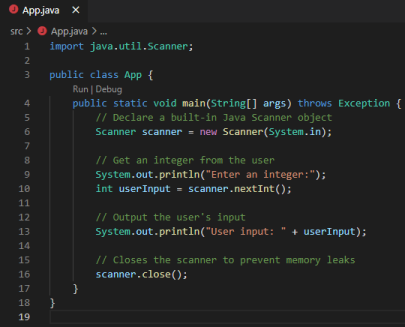 App.java ×
src > App.java > ...
1 import java.util.Scanner;
2
3 public class App {
Run | Debug
4 public static void main(String[] args) throws Exception {
5 // Declare a built-in Java Scanner object
6 Scanner scanner = new Scanner(System.in);
7
8 // Get an integer from the user
9 System.out.println("Enter an integer:");
10 int userInput = scanner.nextInt();
11
12 // Output the user's input
13 System.out.println("User input: " + userInput);
14
15 // Closes the scanner to prevent memory leaks
16 scanner.close();
17 }
18 }
19